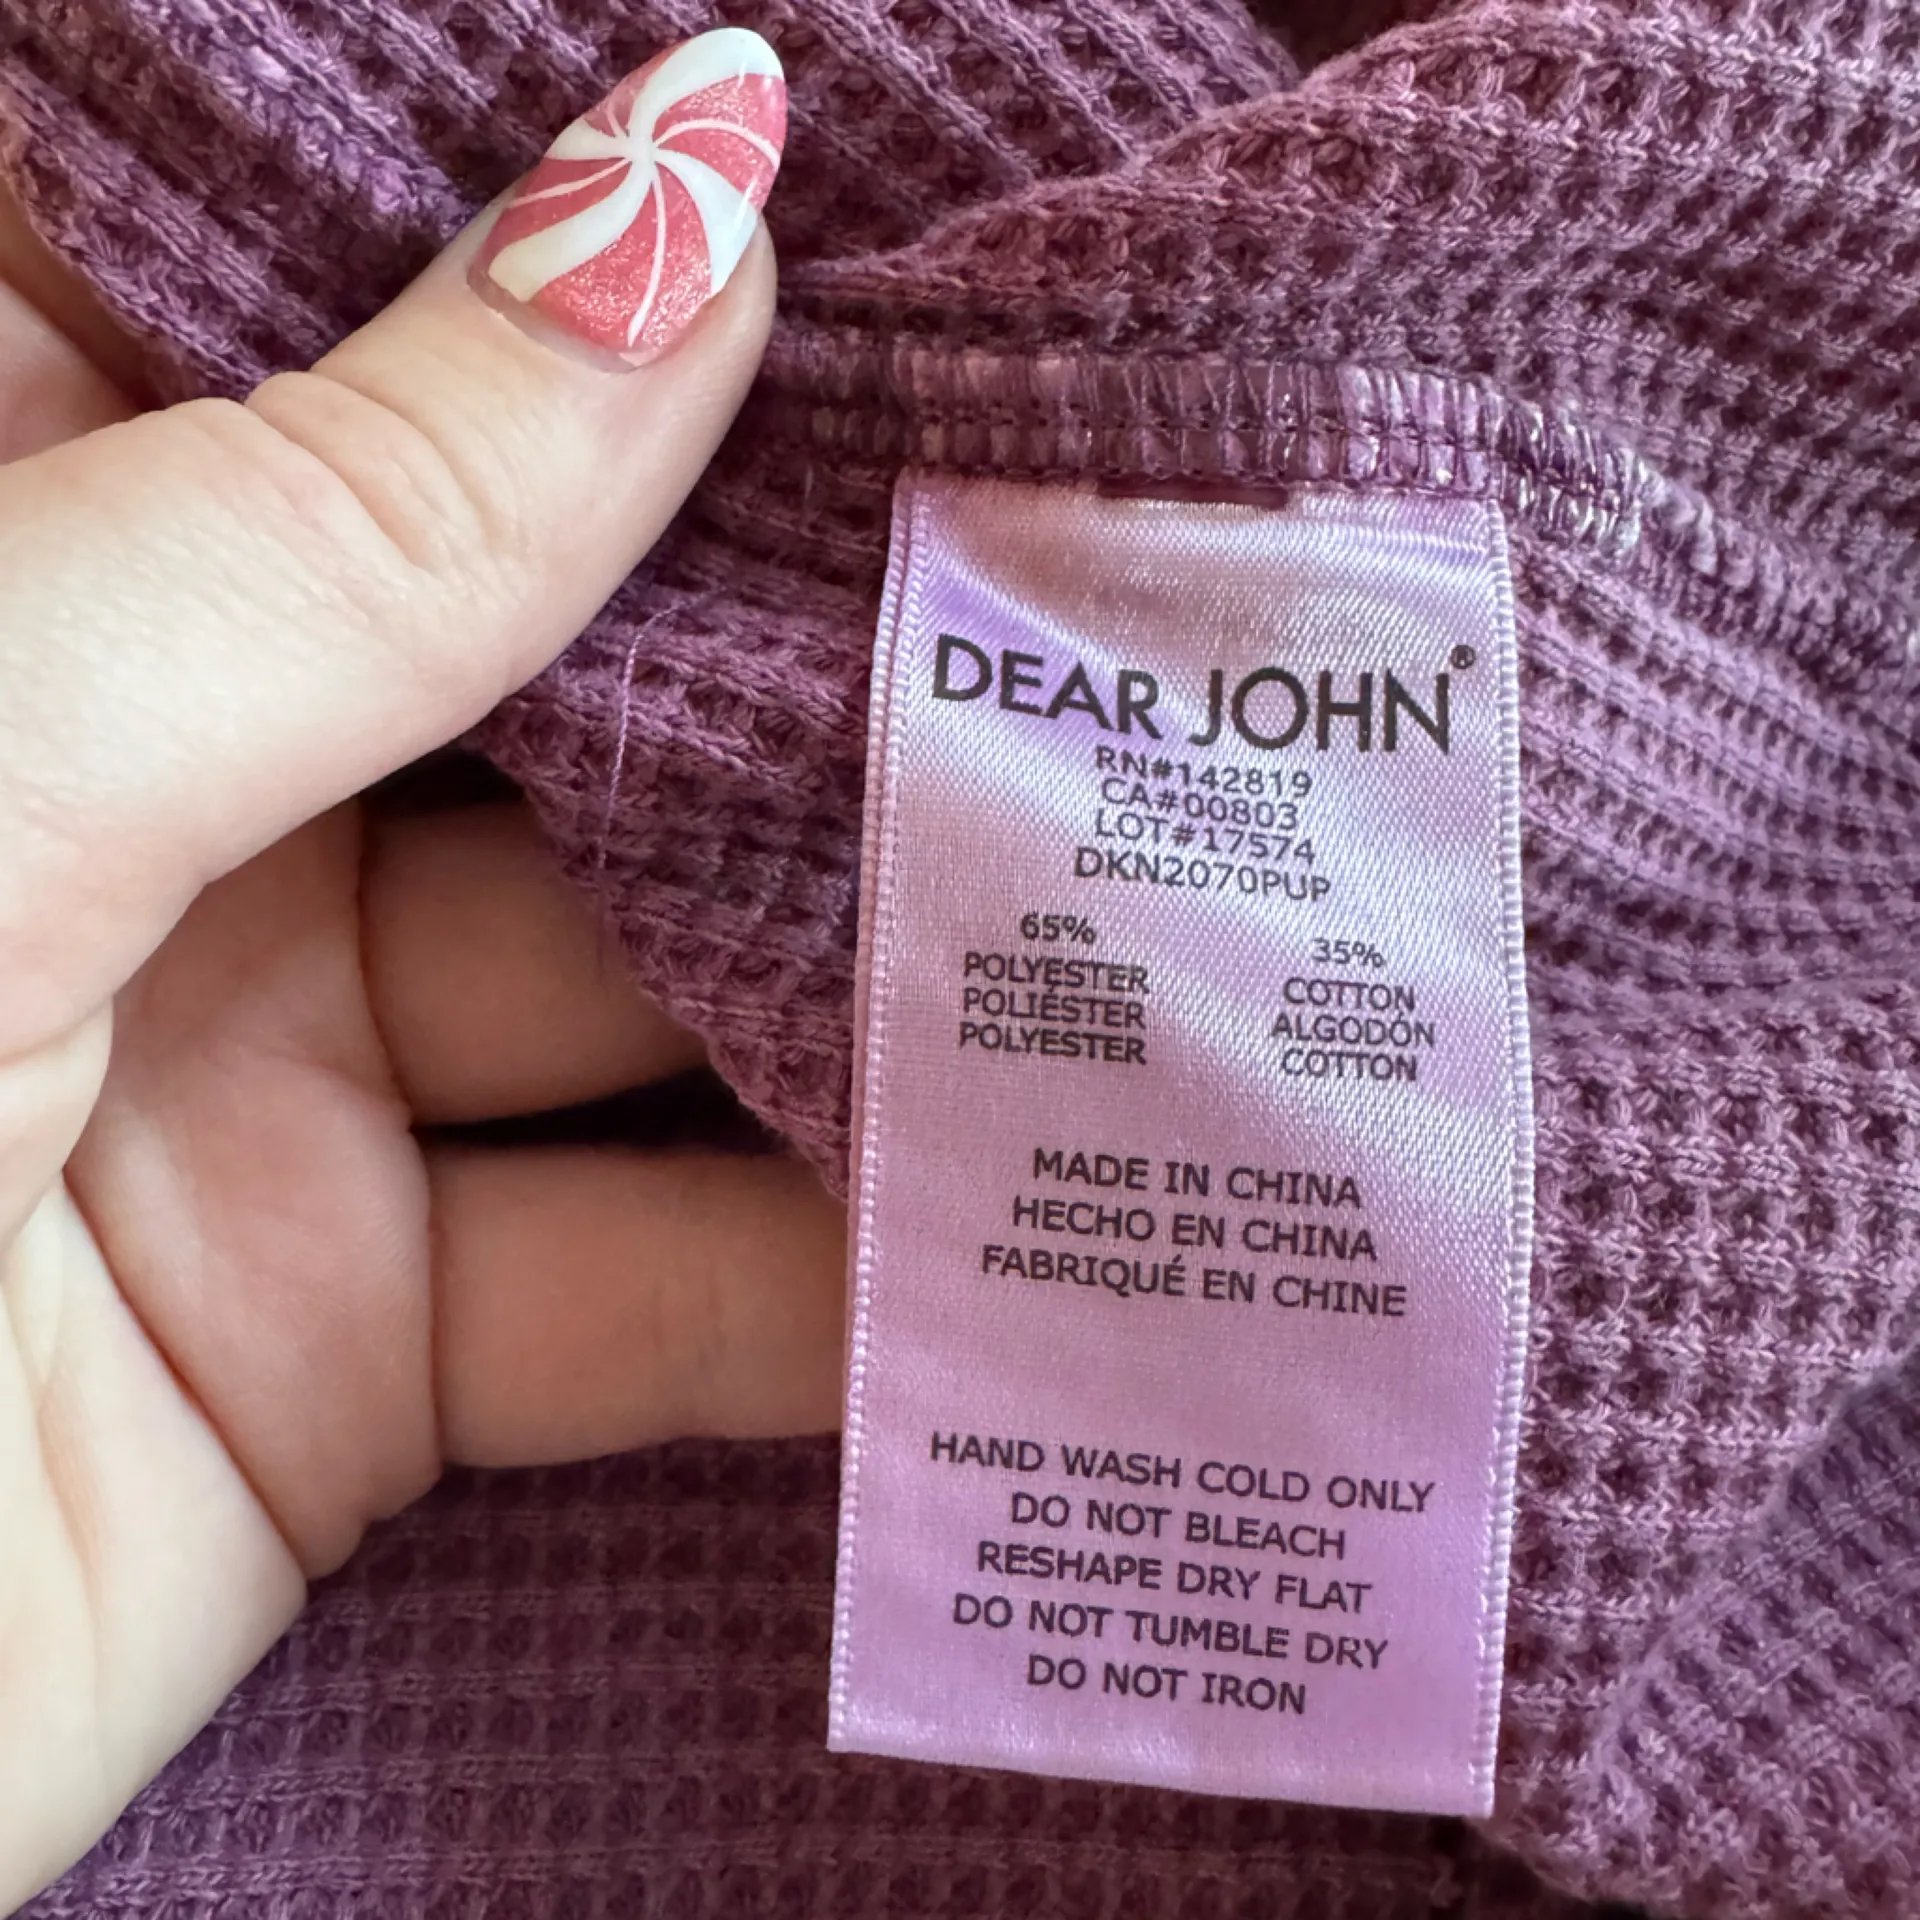 DEAR JOHN®
RN#142819
CA#00803
LOT#17574
DKN2070PUP
65%
POLYESTER
POLIÉSTER
POLYESTER
35%
COTTON
ALGODÓN
COTTON
MADE IN CHINA
HECHO EN CHINA
FABRIQUÉ EN CHINE
HAND WASH COLD ONLY
DO NOT BLEACH
RESHAPE DRY FLAT
DO NOT TUMBLE DRY
DO NOT IRON